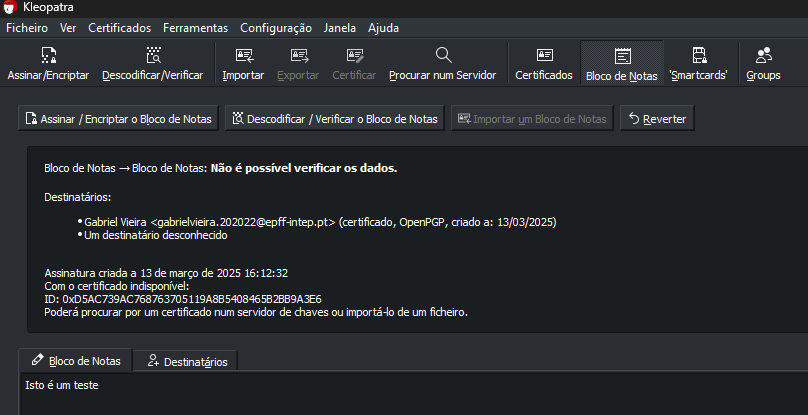 Kleopatra
Ficheiro Ver Certificados Ferramentas Configuração Janela Ajuda
Assinar/Encriptar Descodificar/Verificar Importar Exportar Certificar Procurar num Servidor Certificados Bloco de Notas 'Smartcards' Groups
Assinar / Encriptar o Bloco de Notas Descodificar / Verificar o Bloco de Notas Importar um Bloco de Notas Reverter
Bloco de Notas → Bloco de Notas: Não é possível verificar os dados.
Destinatários:
• Gabriel Vieira <gabrielvieira.202022@epff-intep.pt> (certificado, OpenPGP, criado a: 13/03/2025)
• Um destinatário desconhecido
Assinatura criada a 13 de março de 2025 16:12:32
Com o certificado indisponível:
ID: 0xD5AC739AC768763705119A8B5408465B2BB9A3E6
Poderá procurar por um certificado num servidor de chaves ou importá-lo de um ficheiro.
Bloco de Notas Destinatários
Isto é um teste